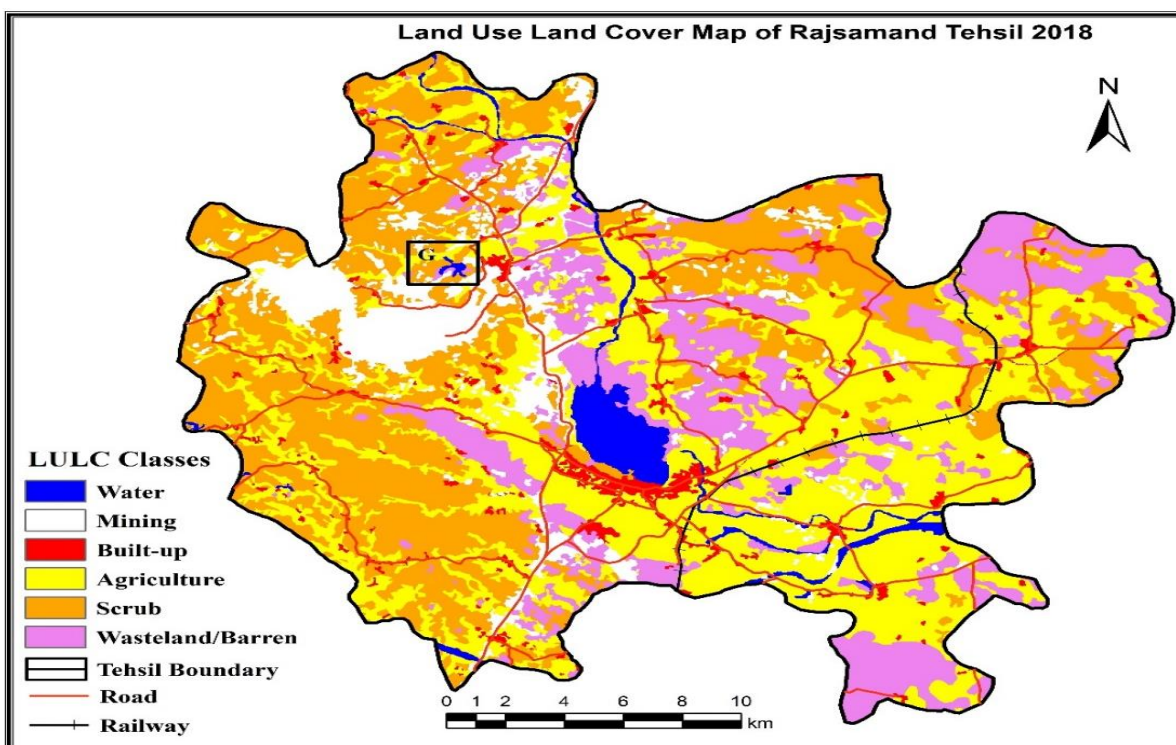 Land Use Land Cover Map of Rajsamand Tehsil 2018
N
G
LULC Classes
Water
Mining
Built-up
Agriculture
Scrub
Wasteland/Barren
Tehsil Boundary
Road
Railway
0 1 2 4 6 8 10
km